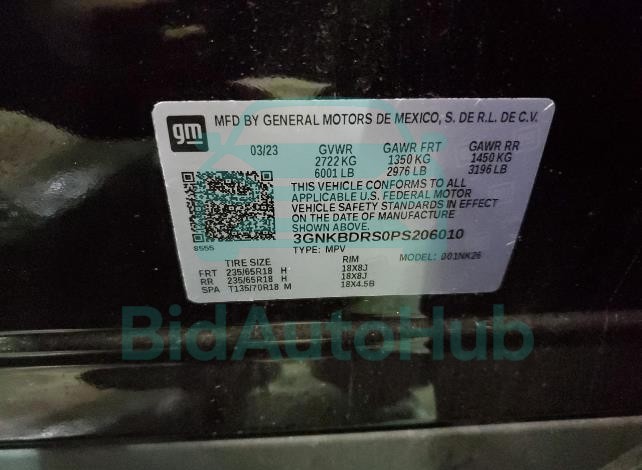 gm
MFD BY GENERAL MOTORS DE MEXICO, S. DE R.L. DE C.V.
03/23 GVWR GAWR FRT GAWR RR
2722 KG 1350 KG 1450 KG
6001 LB 2976 LB 3196 LB
THIS VEHICLE CONFORMS TO ALL
APPLICABLE U.S. FEDERAL MOTOR
VEHICLE SAFETY STANDARDS IN EFFECT
ON THE DATE OF MANUFACTURE
SHOWN ABOVE.
3GNKBDRS0PS206010
8555
TYPE: MPV MODEL: 001NK26
TIRE SIZE RIM
FRT 235/65R18 H 18X8J
RR 235/65R18 H 18X8J
SPA T135/70R18 M 18X4.5B
BidAutoHub